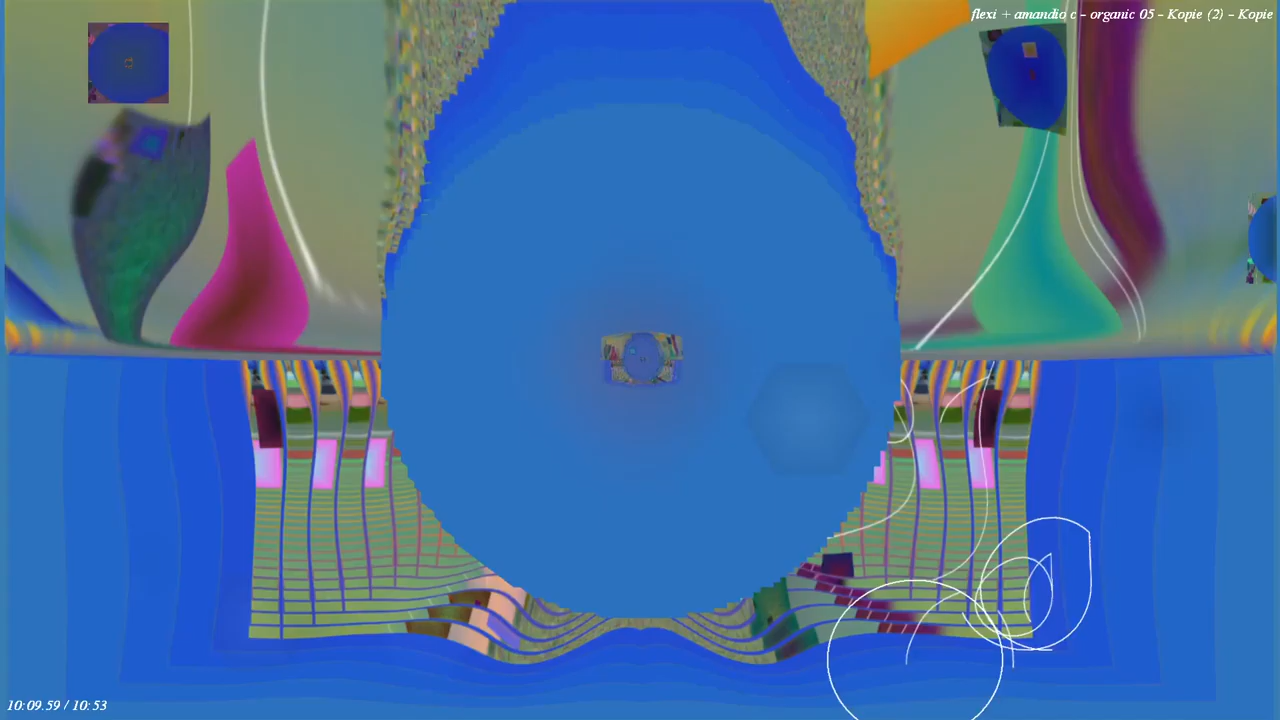 flexi + amandio c - organic 05 - Kopie (2) - Kopie
10:09.59 / 10:53